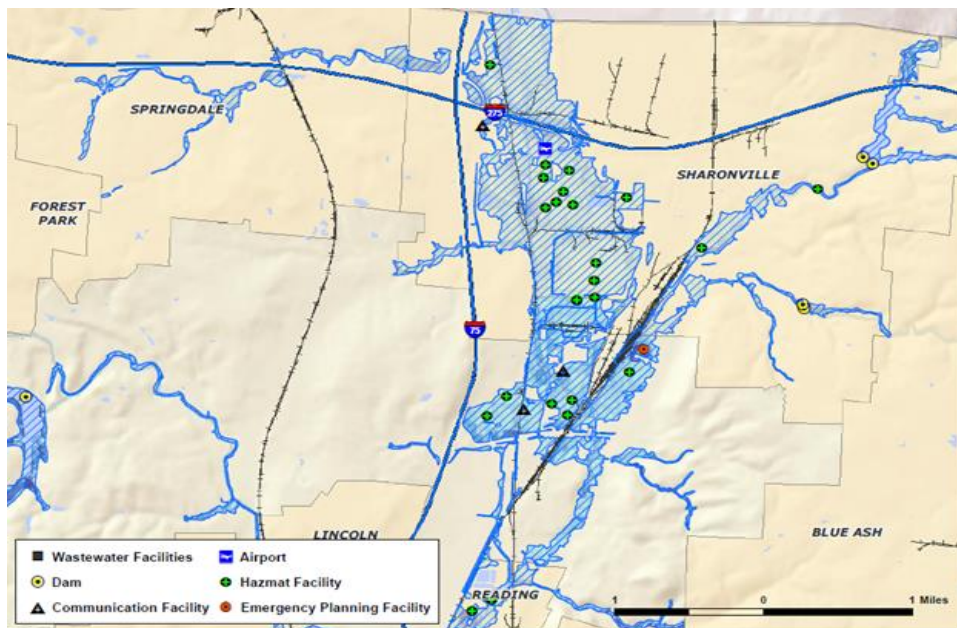 275
SPRINGDALE
SHARONVILLE
FOREST
PARK
75
LINCOLN
BLUE ASH
READING
Wastewater Facilities
Airport
Dam
Hazmat Facility
Communication Facility
Emergency Planning Facility
1 0 1 Miles